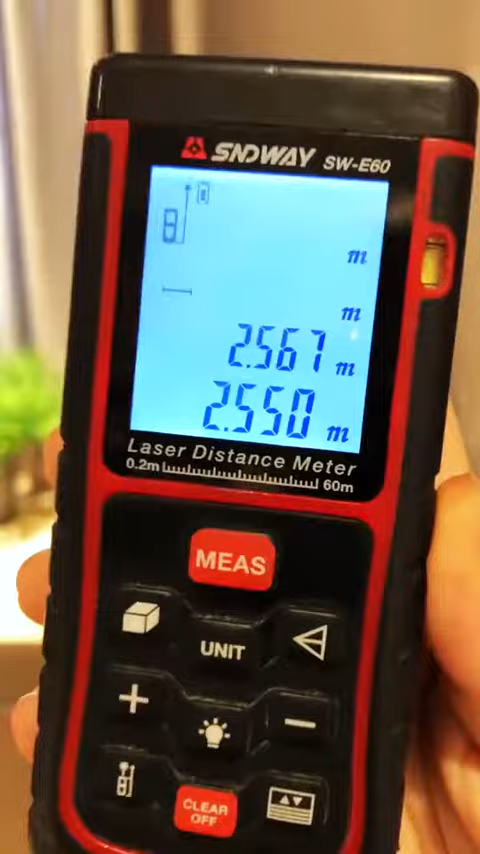 SNDWAY SW-E60
m
m
2.567 m
2.550 m
Laser Distance Meter
0.2m 60m
MEAS
UNIT
+
−
CLEAR
OFF